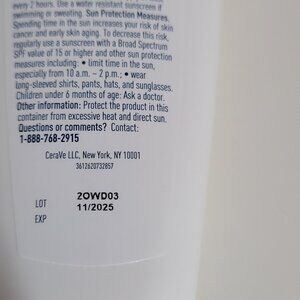 every 2 hours. Use a water resistant sunscreen if
swimming or sweating. Sun Protection Measures.
Spending time in the sun increases your risk of skin
cancer and early skin aging. To decrease this risk,
regularly use a sunscreen with a Broad Spectrum
SPF value of 15 or higher and other sun protection
measures including: • limit time in the sun,
especially from 10 a.m. – 2 p.m.; • wear
long-sleeved shirts, pants, hats, and sunglasses.
Children under 6 months of age: Ask a doctor.
Other information: Protect the product in this
container from excessive heat and direct sun.
Questions or comments? Contact:
1-888-768-2915
CeraVe LLC, New York, NY 10001
3612620732857
LOT 20WD03
EXP 11/2025